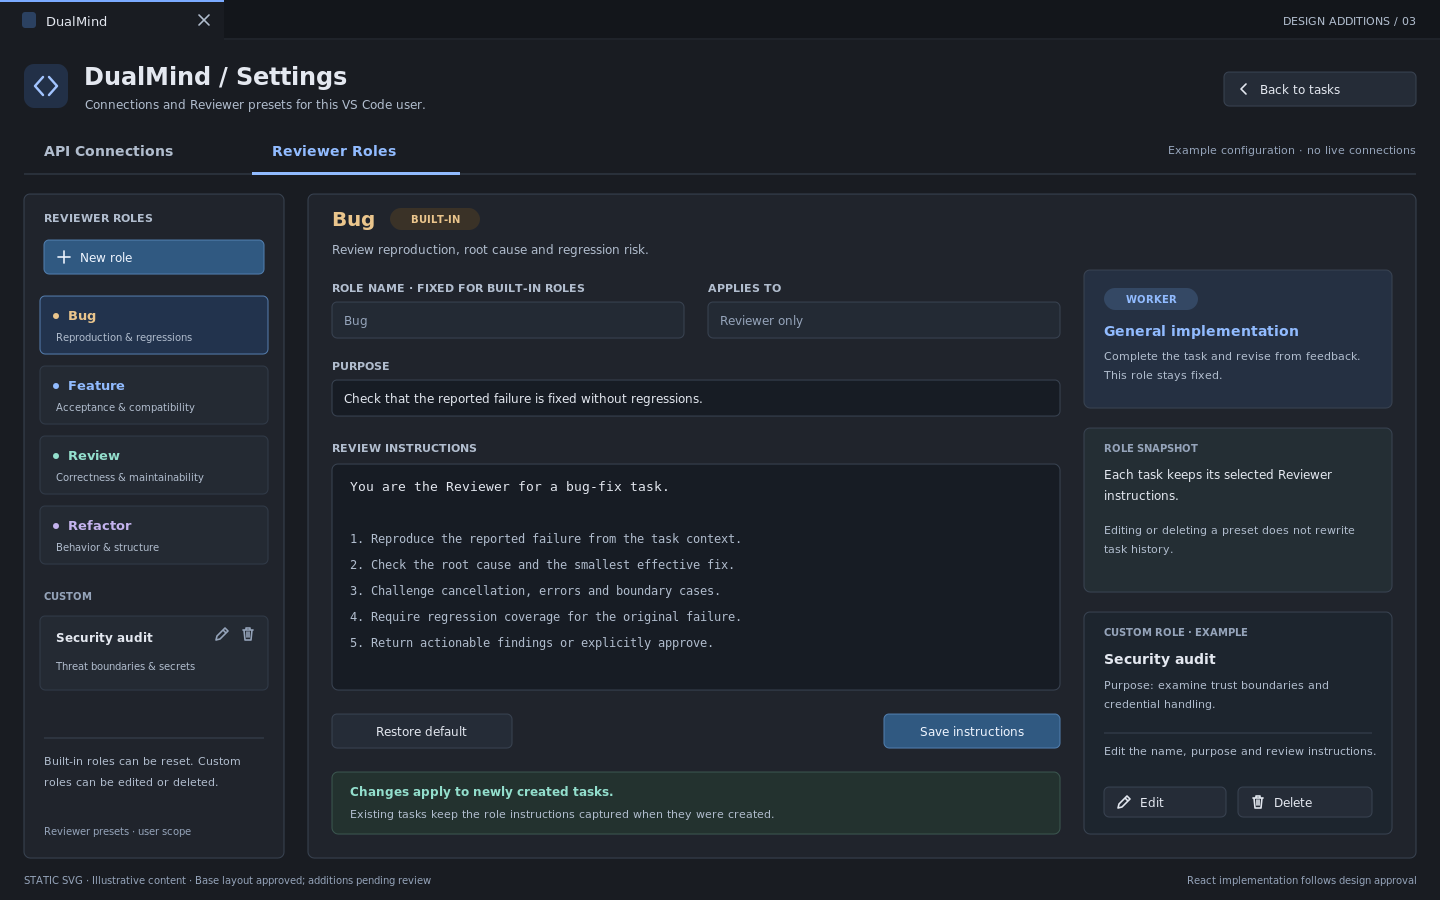 DualMind
DESIGN ADDITIONS / 03
DualMind / Settings
Connections and Reviewer presets for this VS Code user.
Back to tasks
API Connections
Reviewer Roles
Example configuration · no live connections
REVIEWER ROLES
New role
Bug
Reproduction & regressions
Feature
Acceptance & compatibility
Review
Correctness & maintainability
Refactor
Behavior & structure
CUSTOM
Security audit
Threat boundaries & secrets
Built-in roles can be reset. Custom
roles can be edited or deleted.
Reviewer presets · user scope
Bug
BUILT-IN
Review reproduction, root cause and regression risk.
ROLE NAME · FIXED FOR BUILT-IN ROLES
Bug
APPLIES TO
Reviewer only
PURPOSE
Check that the reported failure is fixed without regressions.
REVIEW INSTRUCTIONS
You are the Reviewer for a bug-fix task.
1. Reproduce the reported failure from the task context.
2. Check the root cause and the smallest effective fix.
3. Challenge cancellation, errors and boundary cases.
4. Require regression coverage for the original failure.
5. Return actionable findings or explicitly approve.
Restore default
Save instructions
Changes apply to newly created tasks.
Existing tasks keep the role instructions captured when they were created.
WORKER
General implementation
Complete the task and revise from feedback.
This role stays fixed.
ROLE SNAPSHOT
Each task keeps its selected Reviewer
instructions.
Editing or deleting a preset does not rewrite
task history.
CUSTOM ROLE · EXAMPLE
Security audit
Purpose: examine trust boundaries and
credential handling.
Edit the name, purpose and review instructions.
Edit
Delete
STATIC SVG · Illustrative content · Base layout approved; additions pending review
React implementation follows design approval